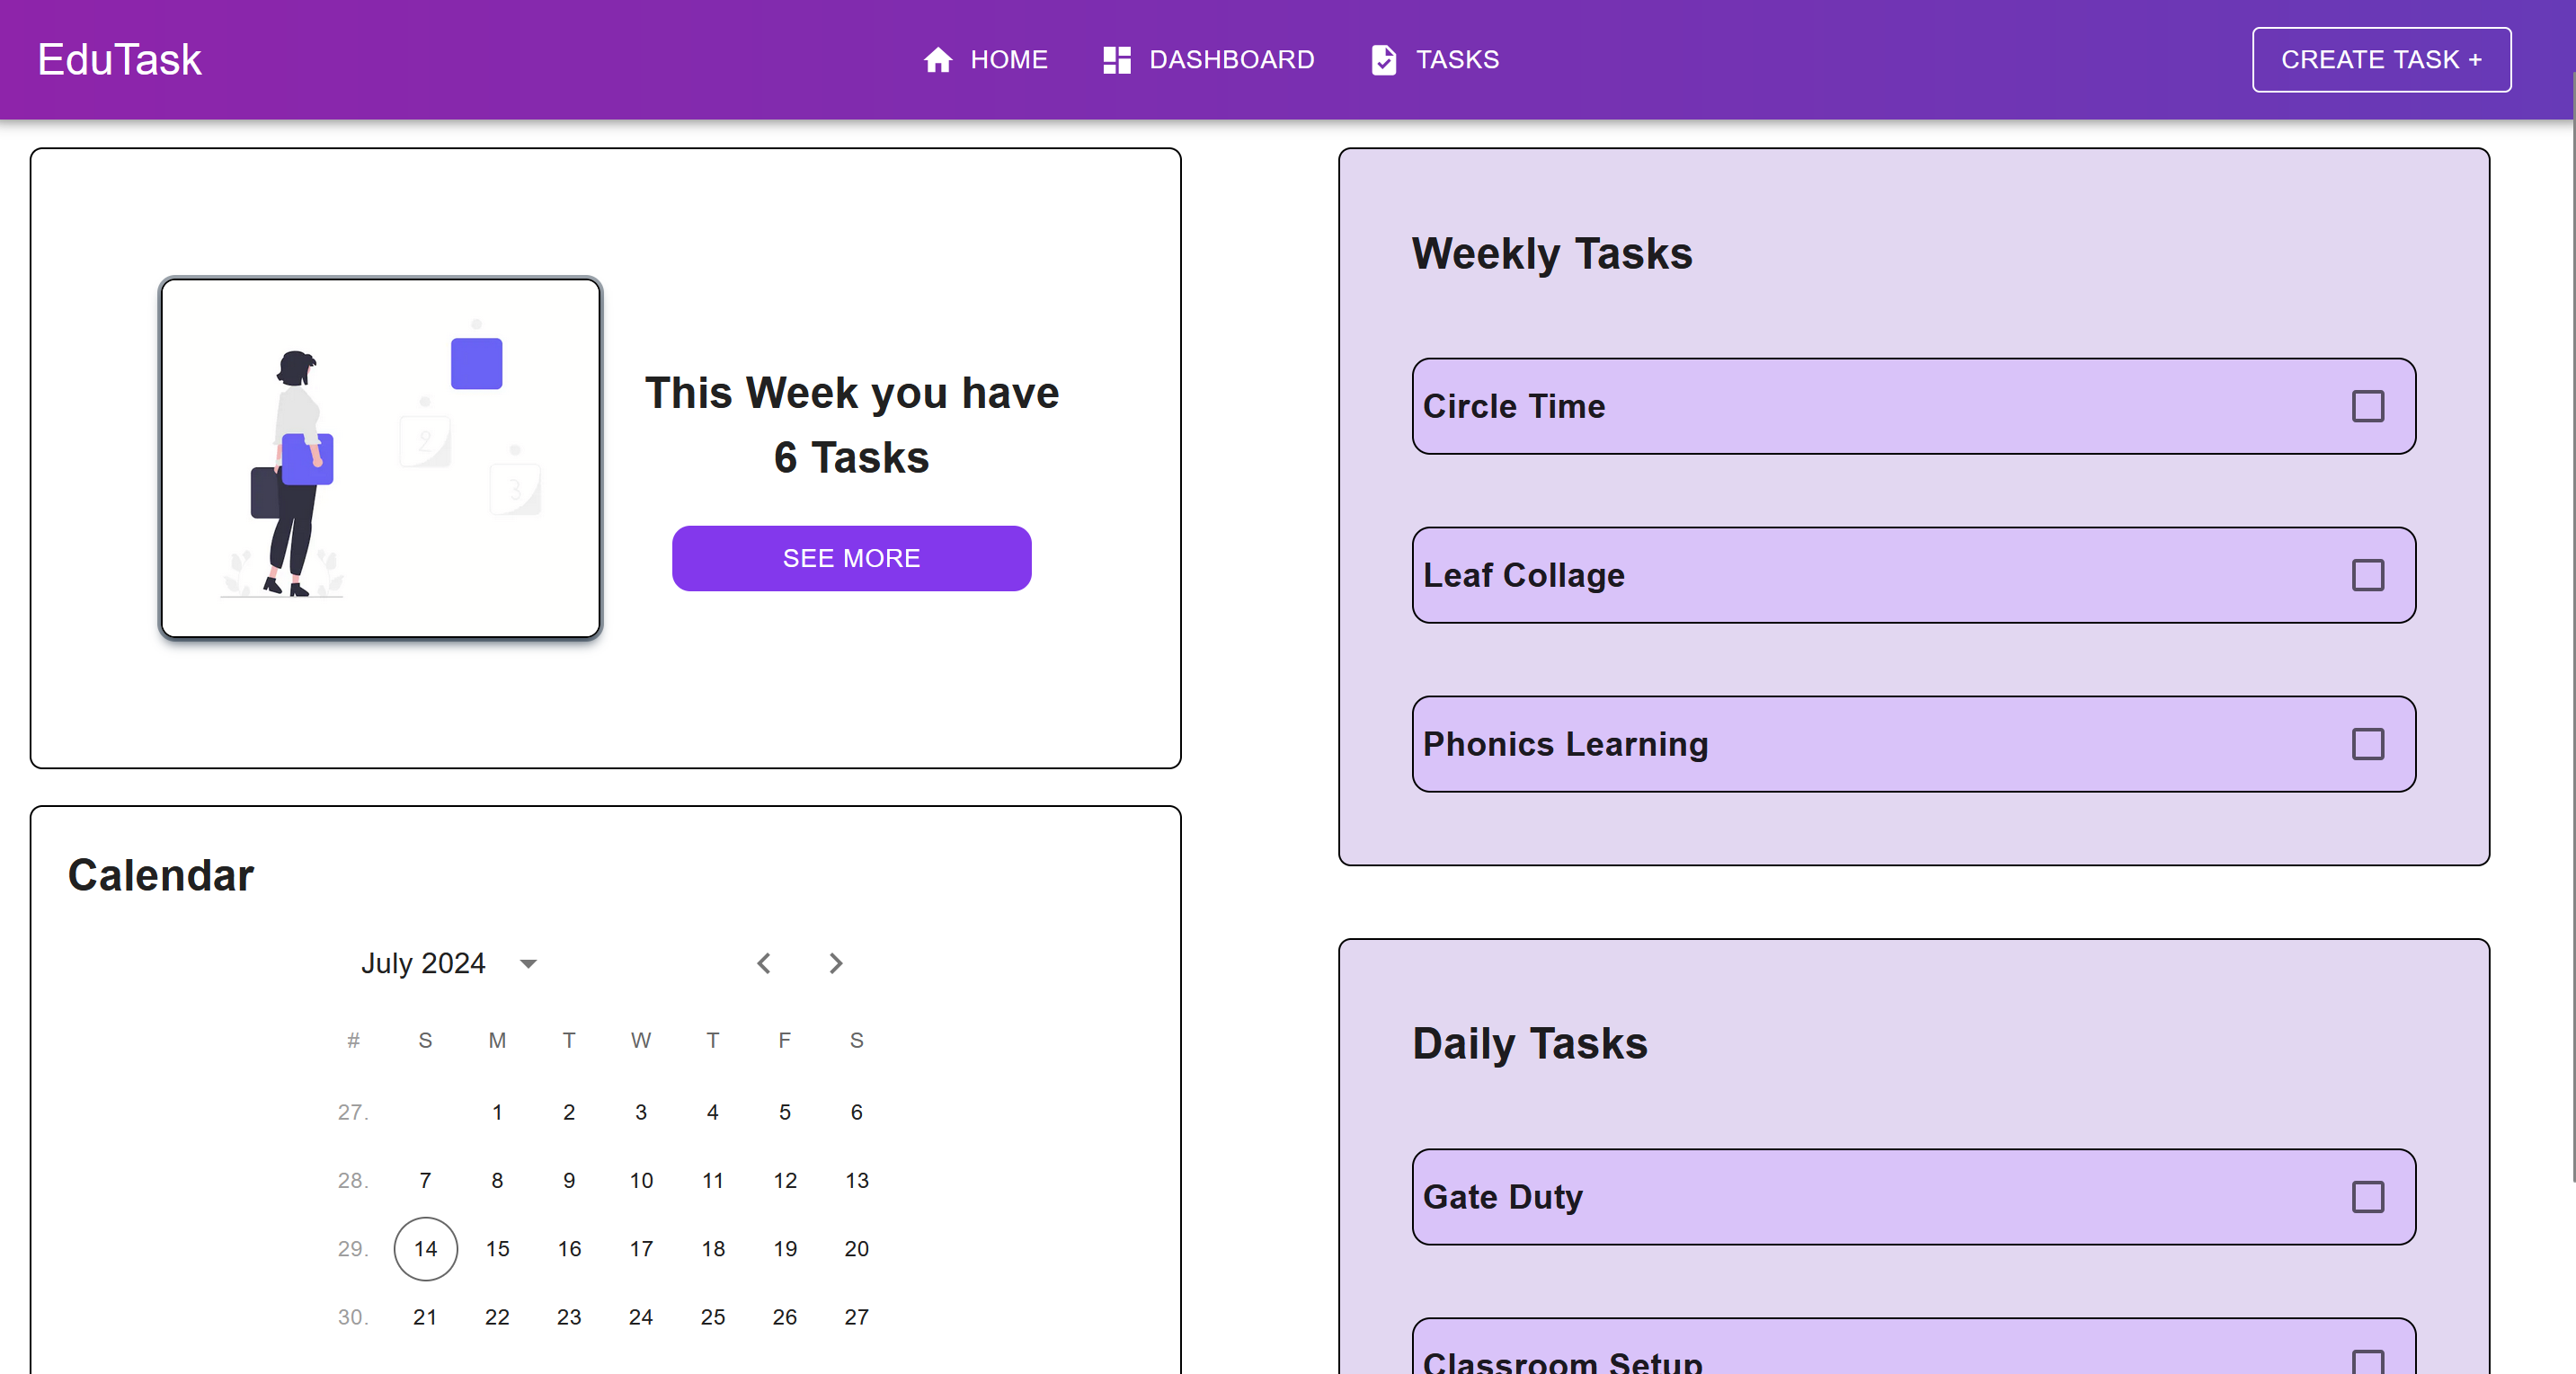 EduTask
HOME
DASHBOARD
TASKS
CREATE TASK +
2
3
This Week you have
6 Tasks
SEE MORE
Calendar
July 2024
# S M T W T F S
27. 1 2 3 4 5 6
28. 7 8 9 10 11 12 13
29. 14 15 16 17 18 19 20
30. 21 22 23 24 25 26 27
Weekly Tasks
Circle Time
Leaf Collage
Phonics Learning
Daily Tasks
Gate Duty
Classroom Setup